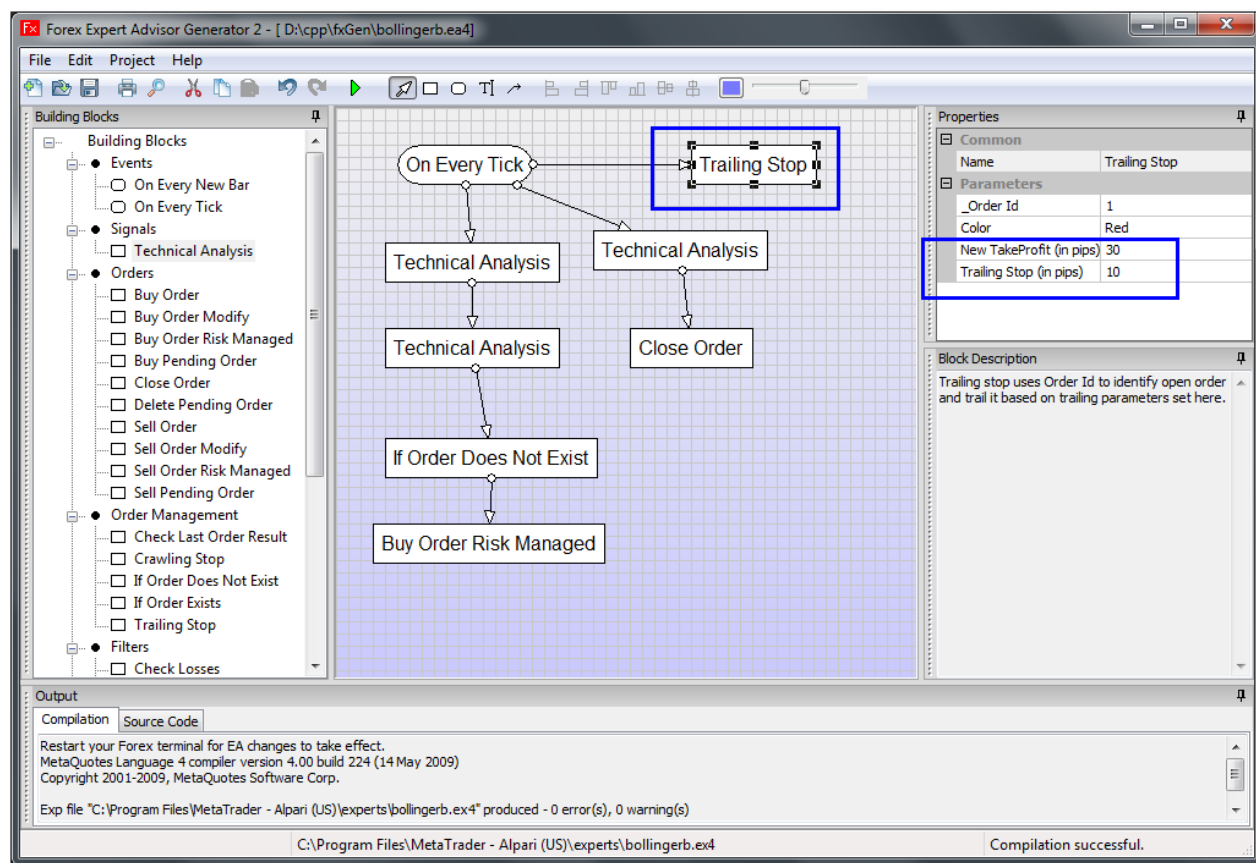 Fx Forex Expert Advisor Generator 2 - [ D:\cpp\fxGen\bollingerb.ea4]
File Edit Project Help
Building Blocks
Building Blocks
Events
On Every New Bar
On Every Tick
Signals
Technical Analysis
Orders
Buy Order
Buy Order Modify
Buy Order Risk Managed
Buy Pending Order
Close Order
Delete Pending Order
Sell Order
Sell Order Modify
Sell Order Risk Managed
Sell Pending Order
Order Management
Check Last Order Result
Crawling Stop
If Order Does Not Exist
If Order Exists
Trailing Stop
Filters
Check Losses
On Every Tick
Trailing Stop
Technical Analysis
Technical Analysis
Technical Analysis
Close Order
If Order Does Not Exist
Buy Order Risk Managed
Properties
Common
Name Trailing Stop
Parameters
_Order Id 1
Color Red
New TakeProfit (in pips) 30
Trailing Stop (in pips) 10
Block Description
Trailing stop uses Order Id to identify open order
and trail it based on trailing parameters set here.
Output
Compilation Source Code
Restart your Forex terminal for EA changes to take effect.
MetaQuotes Language 4 compiler version 4.00 build 224 (14 May 2009)
Copyright 2001-2009, MetaQuotes Software Corp.
Exp file "C:\Program Files\MetaTrader - Alpari (US)\experts\bollingerb.ex4" produced - 0 error(s), 0 warning(s)
C:\Program Files\MetaTrader - Alpari (US)\experts\bollingerb.ex4 Compilation successful.